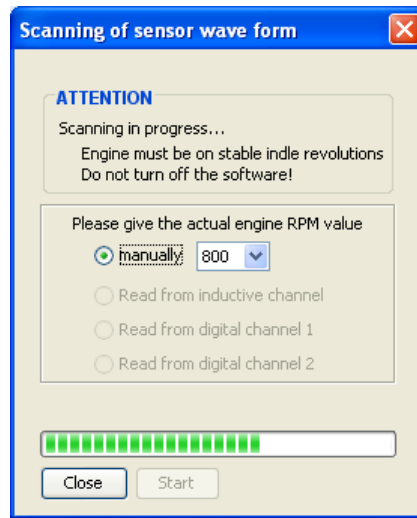 Scanning of sensor wave form
ATTENTION
Scanning in progress...
Engine must be on stable indle revolutions
Do not turn off the software!
Please give the actual engine RPM value
manually 800
Read from inductive channel
Read from digital channel 1
Read from digital channel 2
Close Start